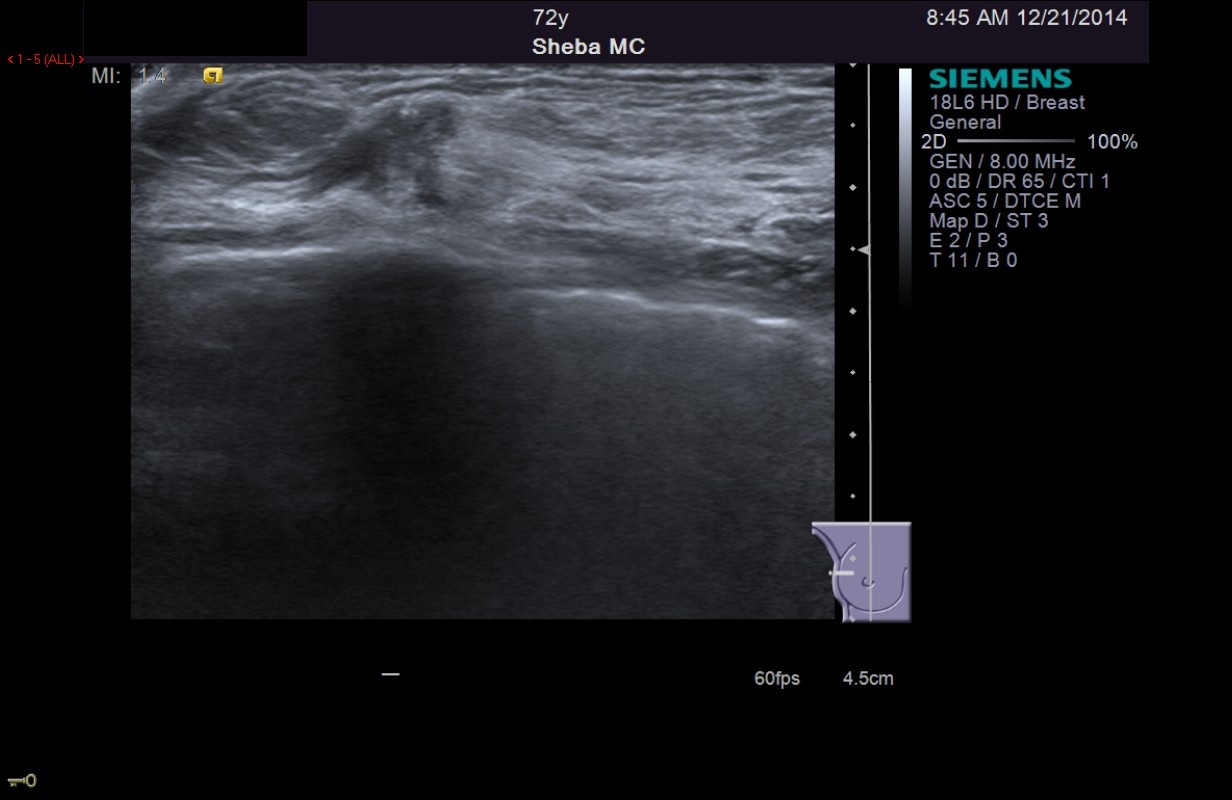 72y
8:45 AM 12/21/2014
Sheba MC
< 1 - 5 (ALL) >
MI: 1.4
SIEMENS
18L6 HD / Breast
General
2D 100%
GEN / 8.00 MHz
0 dB / DR 65 / CTI 1
ASC 5 / DTCE M
Map D / ST 3
E 2 / P 3
T 11 / B 0
60fps 4.5cm